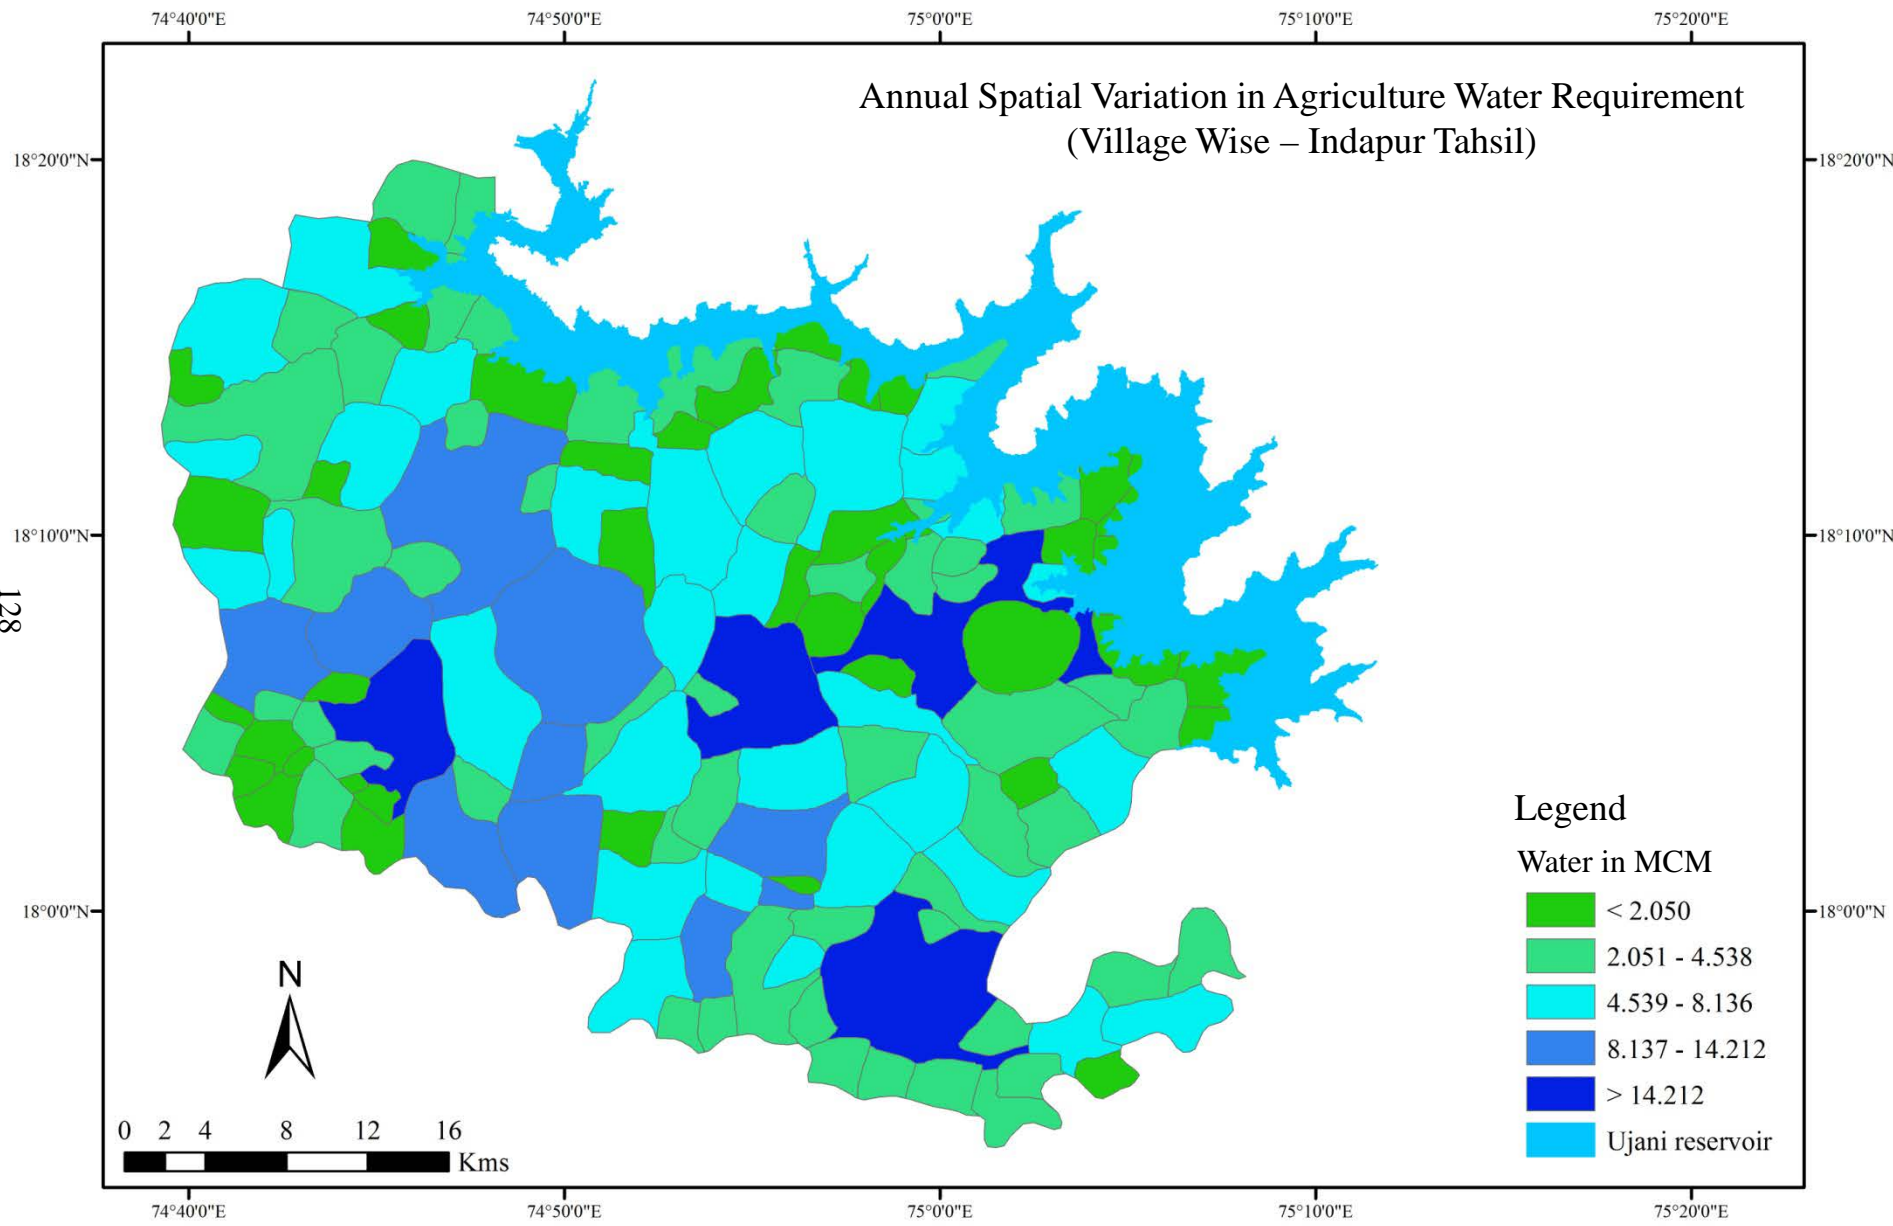 74°40'0"E 74°50'0"E 75°0'0"E 75°10'0"E 75°20'0"E
Annual Spatial Variation in Agriculture Water Requirement
(Village Wise – Indapur Tahsil)
18°20'0"N 18°20'0"N
18°10'0"N 18°10'0"N
128
Legend
Water in MCM
18°0'0"N 18°0'0"N
< 2.050
2.051 - 4.538
4.539 - 8.136
8.137 - 14.212
> 14.212
Ujani reservoir
N
0 2 4 8 12 16
Kms
74°40'0"E 74°50'0"E 75°0'0"E 75°10'0"E 75°20'0"E